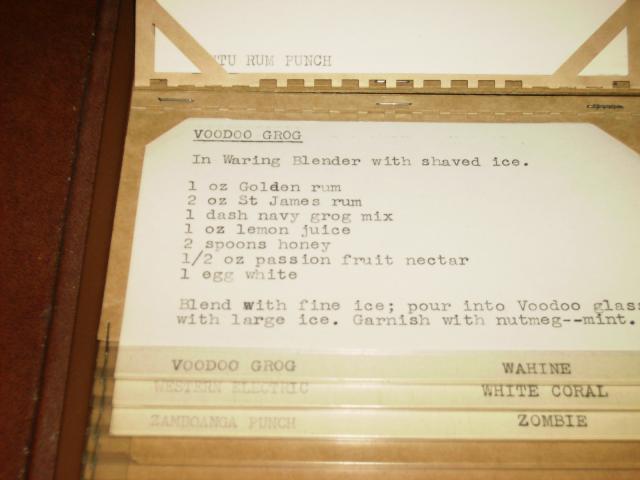 TU RUM PUNCH
VOODOO GROG
In Waring Blender with shaved ice.
1 oz Golden rum
2 oz St James rum
1 dash navy grog mix
1 oz lemon juice
2 spoons honey
1/2 oz passion fruit nectar
1 egg white
Blend with fine ice; pour into Voodoo glass
with large ice. Garnish with nutmeg--mint.
VOODOO GROG WAHINE
WESTERN ELECTRIC WHITE CORAL
ZAMBOANGA PUNCH ZOMBIE